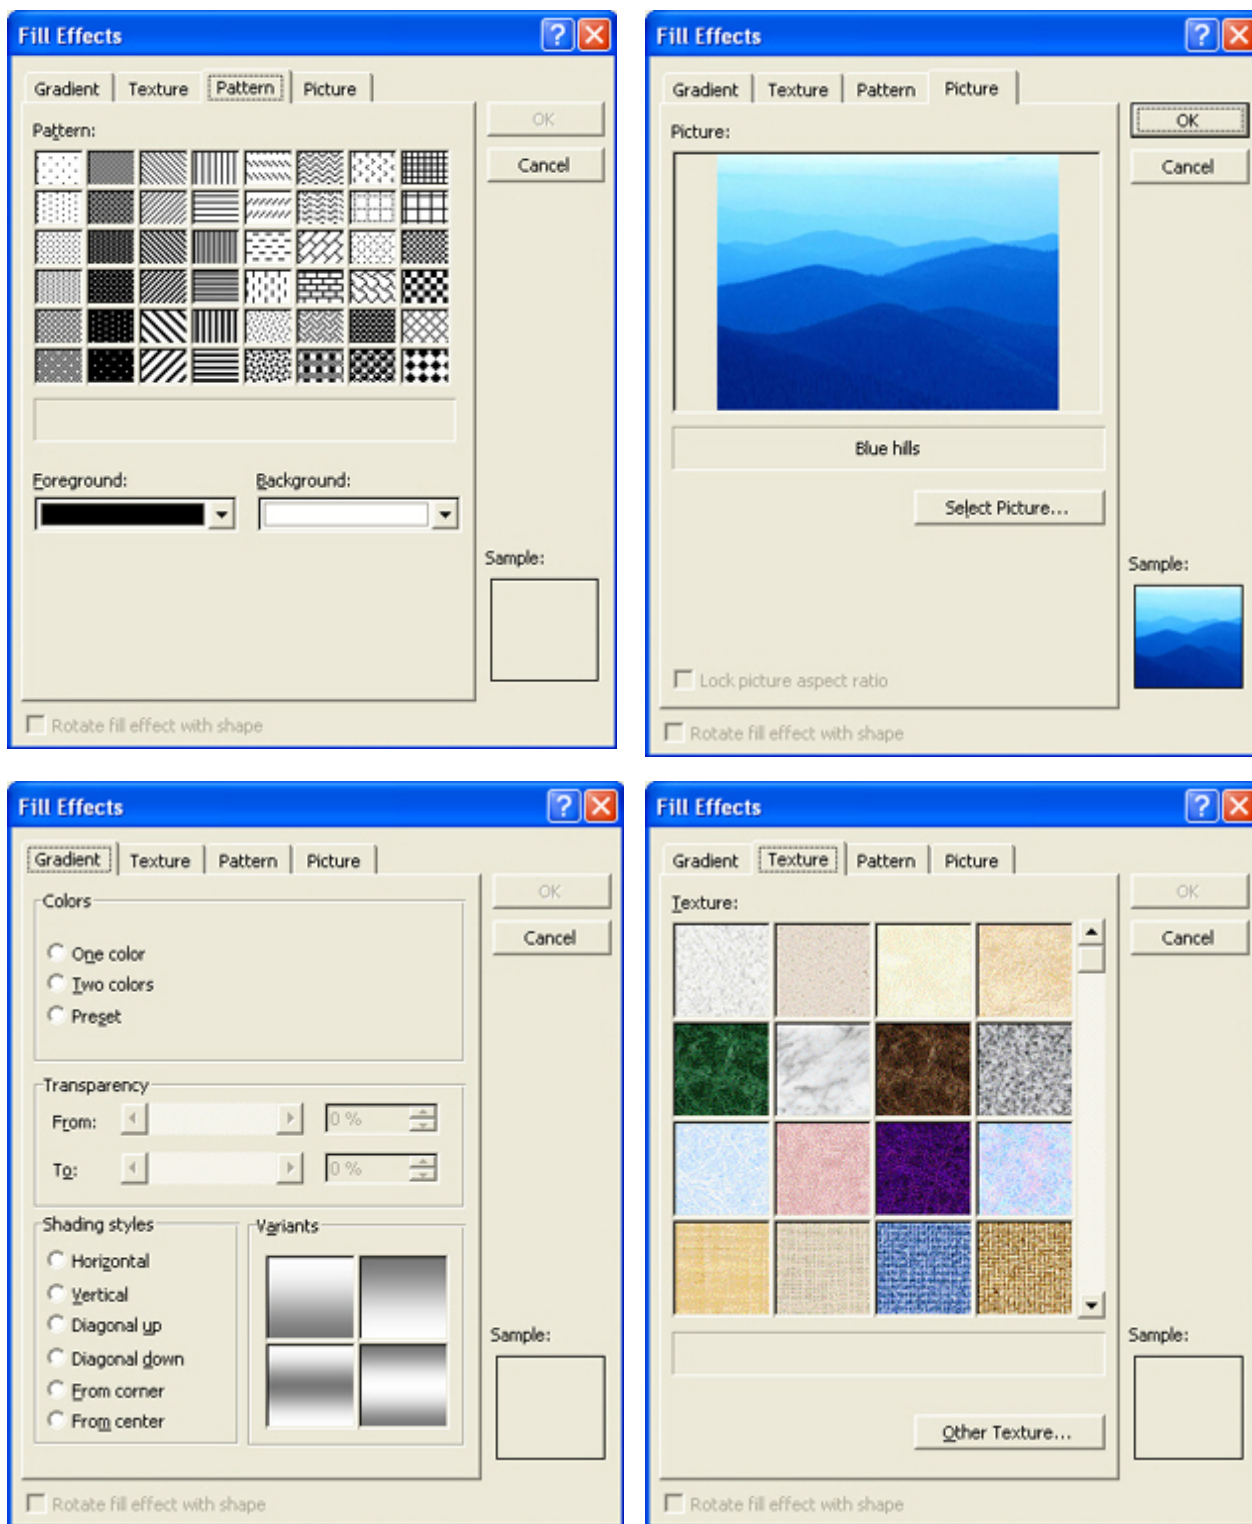 Fill Effects
Gradient Texture Pattern Picture
OK
Pattern:
Cancel
Foreground: Background:
Sample:
Rotate fill effect with shape
Fill Effects
Gradient Texture Pattern Picture
OK
Picture:
Cancel
Blue hills
Select Picture...
Sample:
Lock picture aspect ratio
Rotate fill effect with shape
Fill Effects
Gradient Texture Pattern Picture
OK
Colors
Cancel
One color
Two colors
Preset
Transparency
From: 0 %
To: 0 %
Shading styles Variants
Horizontal
Vertical
Diagonal up
Diagonal down
From corner
From center
Sample:
Rotate fill effect with shape
Fill Effects
Gradient Texture Pattern Picture
OK
Texture:
Cancel
Sample:
Other Texture...
Rotate fill effect with shape